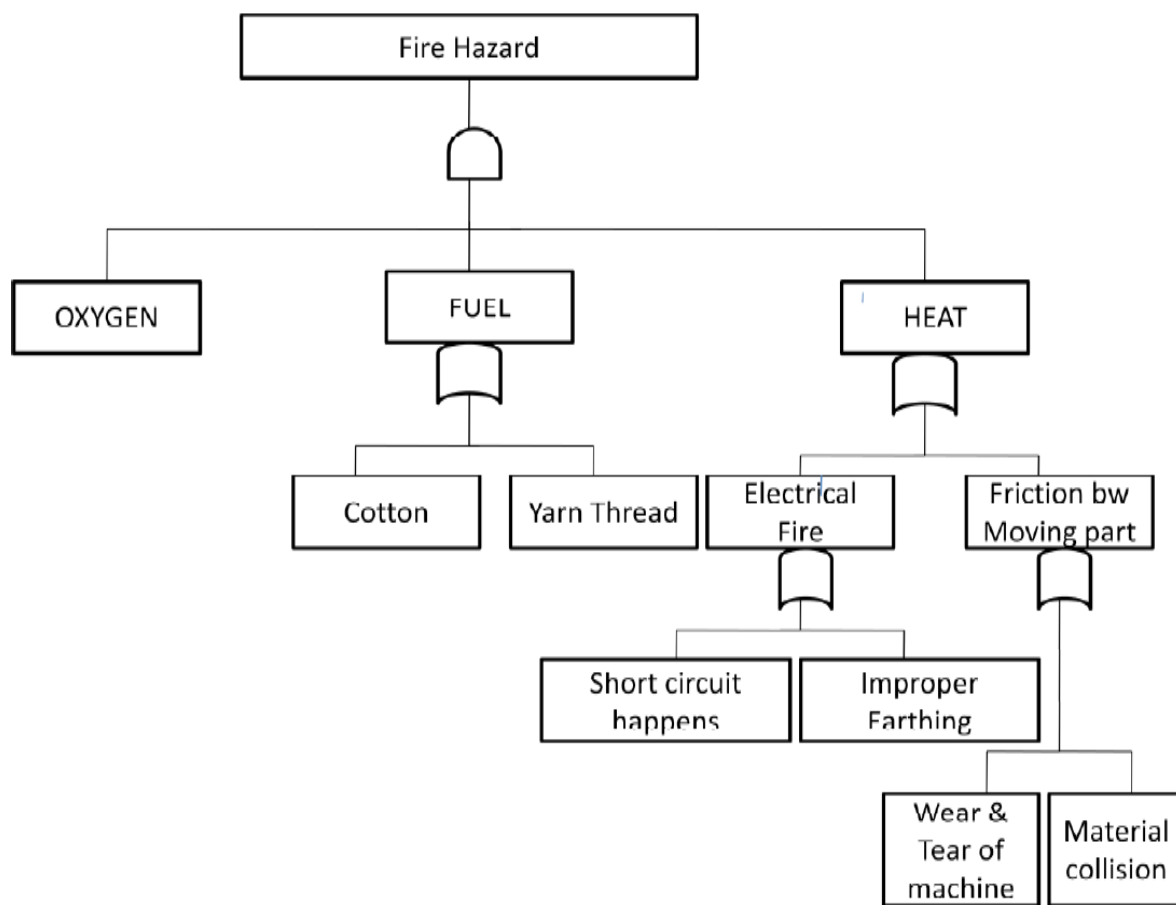 Fire Hazard
OXYGEN
FUEL
HEAT
Cotton
Yarn Thread
Electrical
Fire
Friction bw
Moving part
Short circuit
happens
Improper
Farthing
Wear &
Tear of
machine
Material
collision